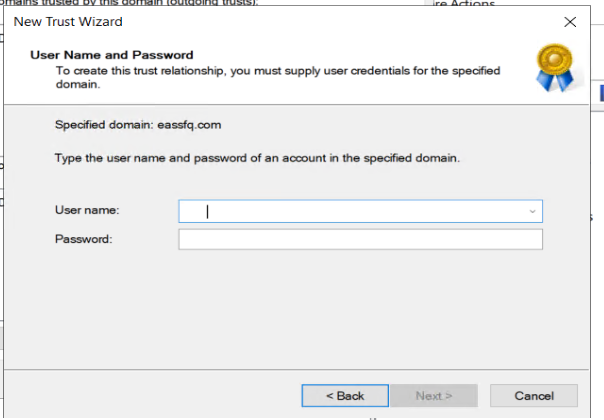 omains trusted by this domain (outgoing trusts):
ire Actions
New Trust Wizard
User Name and Password
To create this trust relationship, you must supply user credentials for the specified
domain.
Specified domain: eassfq.com
Type the user name and password of an account in the specified domain.
User name:
Password:
< Back
Next >
Cancel